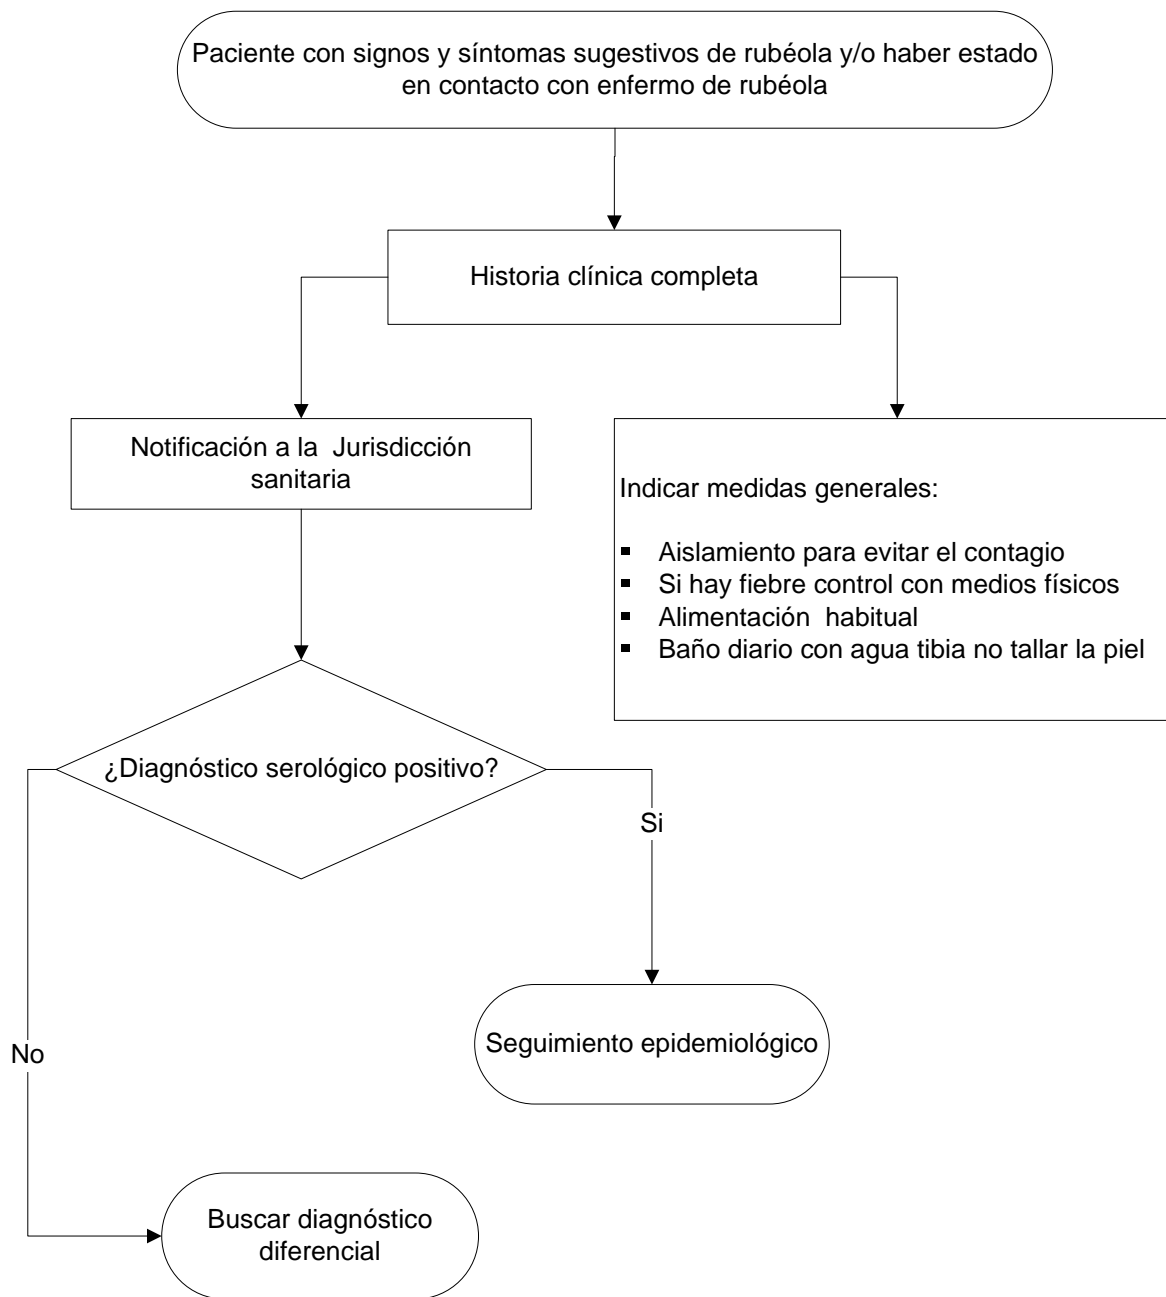 Paciente con signos y síntomas sugestivos de rubéola y/o haber estado
en contacto con enfermo de rubéola
Historia clínica completa
Notificación a la  Jurisdicción
sanitaria
Indicar medidas generales:
▪ Aislamiento para evitar el contagio
▪ Si hay fiebre control con medios físicos
▪ Alimentación  habitual
▪ Baño diario con agua tibia no tallar la piel
¿Diagnóstico serológico positivo?
Si
Seguimiento epidemiológico
No
Buscar diagnóstico
diferencial